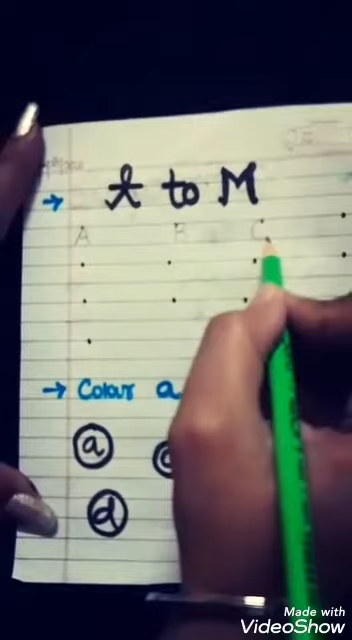 → A to M
A B C
→ Colour a
a
d
Made with
VideoShow